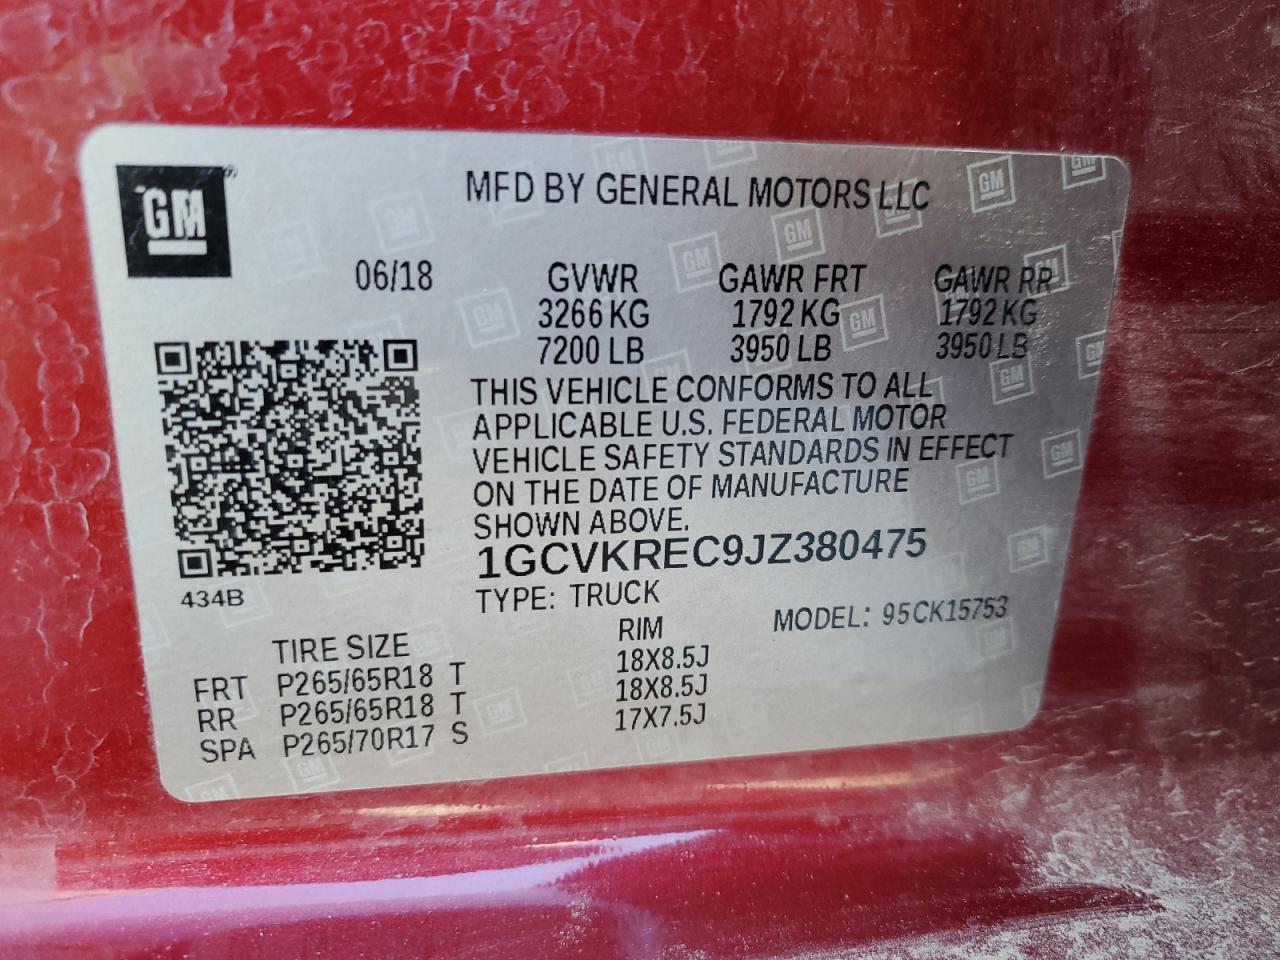 GM
MFD BY GENERAL MOTORS LLC
06/18 GVWR GAWR FRT GAWR RR
3266 KG 1792 KG 1792 KG
7200 LB 3950 LB 3950 LB
THIS VEHICLE CONFORMS TO ALL
APPLICABLE U.S. FEDERAL MOTOR
VEHICLE SAFETY STANDARDS IN EFFECT
ON THE DATE OF MANUFACTURE
SHOWN ABOVE.
1GCVKREC9JZ380475
434B
TYPE: TRUCK
MODEL: 95CK15753
TIRE SIZE RIM
FRT P265/65R18 T 18X8.5J
RR P265/65R18 T 18X8.5J
SPA P265/70R17 S 17X7.5J